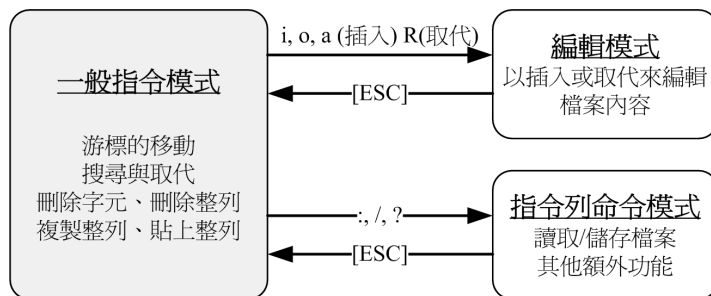 一般指令模式
游標的移動
搜尋與取代
刪除字元、刪除整列
複製整列、貼上整列
i, o, a (插入) R(取代)
[ESC]
編輯模式
以插入或取代來編輯
檔案內容
:, /, ?
[ESC]
指令列命令模式
讀取/儲存檔案
其他額外功能